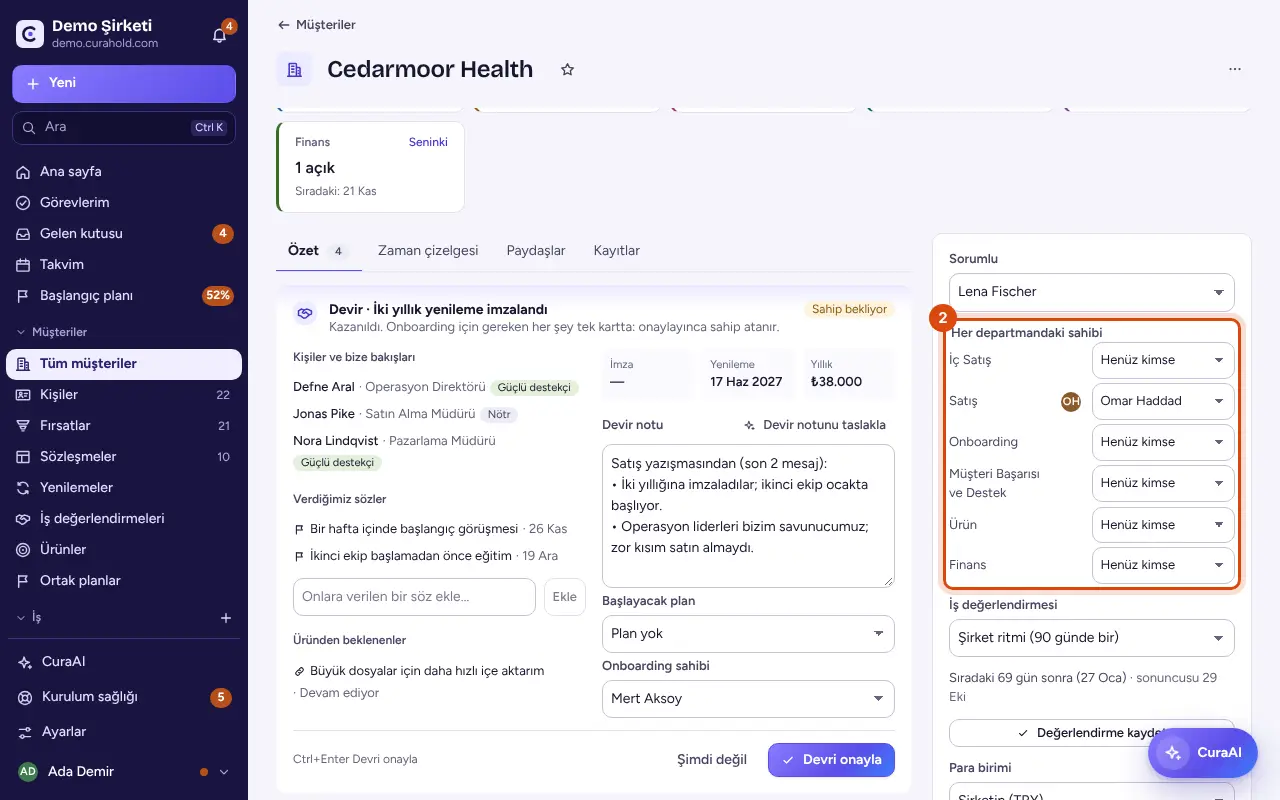 Demo Şirketi
demo.curahold.com
4
Yeni
Ara
Ctrl K
Ana sayfa
Görevlerim
Gelen kutusu
4
Takvim
Başlangıç planı
52%
Müşteriler
Tüm müşteriler
Kişiler
22
Fırsatlar
21
Sözleşmeler
10
Yenilemeler
İş değerlendirmeleri
Ürünler
Ortak planlar
İş
CuraAI
Kurulum sağlığı
5
Ayarlar
AD
Ada Demir
Müşteriler
Cedarmoor Health
Finans
Seninki
1 açık
Sıradaki: 21 Kas
Özet
4
Zaman çizelgesi
Paydaşlar
Kayıtlar
Devir · İki yıllık yenileme imzalandı
Sahip bekliyor
Kazanıldı. Onboarding için gereken her şey tek kartta: onaylayınca sahip atanır.
Kişiler ve bize bakışları
Defne Aral · Operasyon Direktörü
Güçlü destekçi
Jonas Pike · Satın Alma Müdürü
Nötr
Nora Lindqvist · Pazarlama Müdürü
Güçlü destekçi
Verdiğimiz sözler
Bir hafta içinde başlangıç görüşmesi · 26 Kas
İkinci ekip başlamadan önce eğitim · 19 Ara
Onlara verilen bir söz ekle...
Ekle
Üründen beklenenler
Büyük dosyalar için daha hızlı içe aktarım
· Devam ediyor
İmza
—
Yenileme
17 Haz 2027
Yıllık
₺38.000
Devir notu
Devir notunu taslakla
Satış yazışmasından (son 2 mesaj):
• İki yıllığına imzaladılar; ikinci ekip ocakta
başlıyor.
• Operasyon liderleri bizim savunucumuz;
zor kısım satın almaydı.
Başlayacak plan
Plan yok
Onboarding sahibi
Mert Aksoy
Ctrl+Enter Devri onayla
Şimdi değil
Devri onayla
Sorumlu
Lena Fischer
2
Her departmandaki sahibi
İç Satış
Henüz kimse
Satış
OH
Omar Haddad
Onboarding
Henüz kimse
Müşteri Başarısı
ve Destek
Henüz kimse
Ürün
Henüz kimse
Finans
Henüz kimse
İş değerlendirmesi
Şirket ritmi (90 günde bir)
Sıradaki 69 gün sonra (27 Oca) · sonuncusu 29
Eki
Değerlendirme kaydet
CuraAI
Para birimi
Şirketin (TRY)